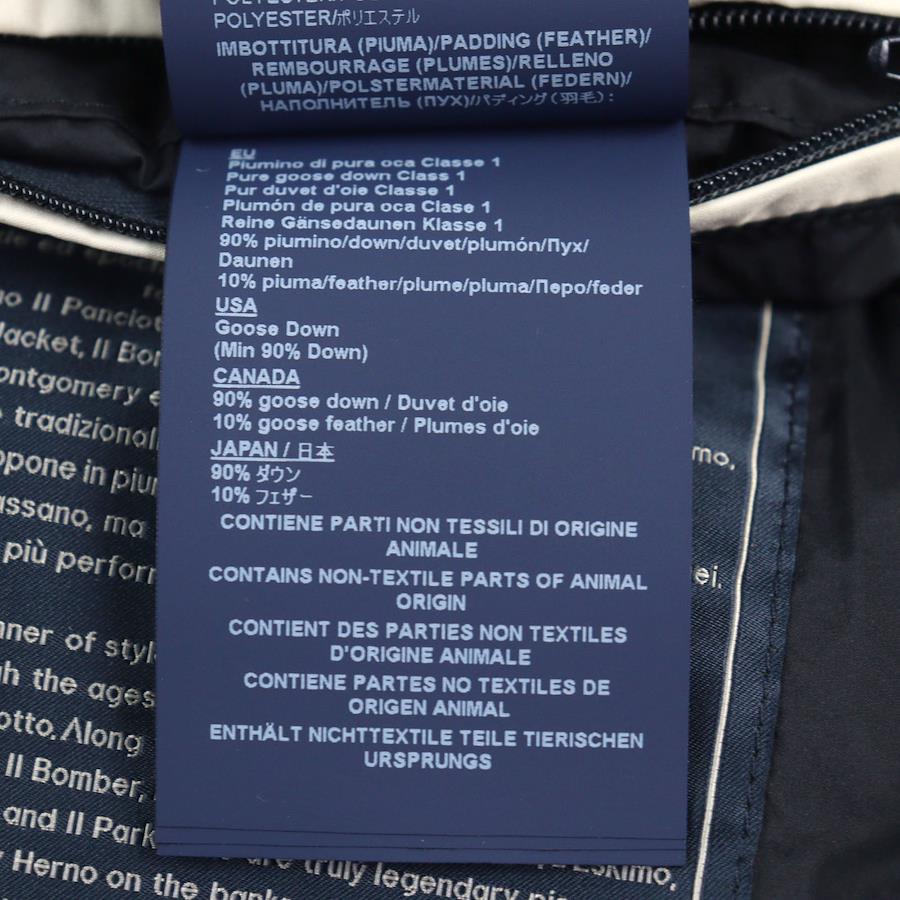 POLYESTER/ポリエステル
IMBOTTITURA (PIUMA)/PADDING (FEATHER)/
REMBOURRAGE (PLUMES)/RELLENO
(PLUMA)/POLSTERMATERIAL (FEDERN)/
НАПОЛНИТЕЛЬ (ПУХ)/パディング(羽毛):
EU
Piumino di pura oca Classe 1
Pure goose down Class 1
Pur duvet d'oie Classe 1
Plumón de pura oca Clase 1
Reine Gänsedaunen Klasse 1
90% piumino/down/duvet/plumón/Пух/
Daunen
10% piuma/feather/plume/pluma/Перо/feder
USA
Goose Down
(Min 90% Down)
CANADA
90% goose down / Duvet d'oie
10% goose feather / Plumes d'oie
JAPAN / 日本
90% ダウン
10% フェザー
CONTIENE PARTI NON TESSILI DI ORIGINE
ANIMALE
CONTAINS NON-TEXTILE PARTS OF ANIMAL
ORIGIN
CONTIENT DES PARTIES NON TEXTILES
D'ORIGINE ANIMALE
CONTIENE PARTES NO TEXTILES DE
ORIGEN ANIMAL
ENTHÄLT NICHTTEXTILE TEILE TIERISCHEN
URSPRUNGS
Il Panciot
Jacket, Il Bom
ontgomery e
tradizional
opone in pium
assano, ma
più perform
nner of style
gh the ages
otto. Along
Il Bomber,
and Il Park
Herno on the banks
are truly legendary
Eskimo,
mo,
ei.